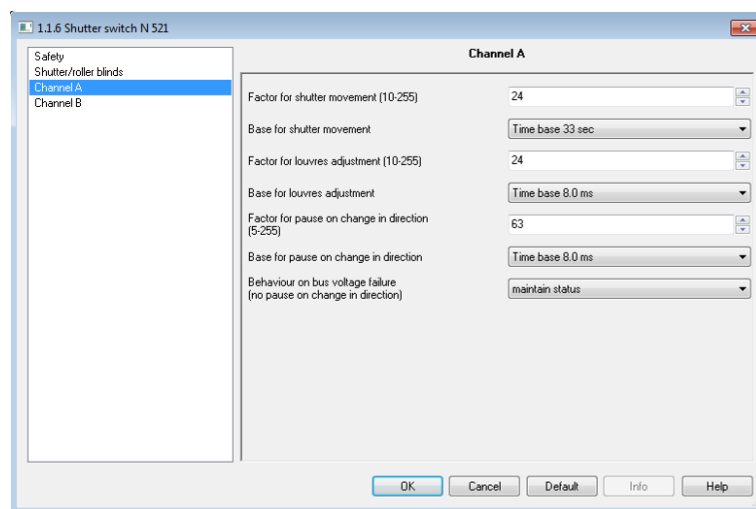 1.1.6 Shutter switch N 521
Safety
Shutter/roller blinds
Channel A
Channel B
Channel A
Factor for shutter movement (10-255)
24
Base for shutter movement
Time base 33 sec
Factor for louvres adjustment (10-255)
24
Base for louvres adjustment
Time base 8.0 ms
Factor for pause on change in direction
(5-255)
63
Base for pause on change in direction
Time base 8.0 ms
Behaviour on bus voltage failure
(no pause on change in direction)
maintain status
OK
Cancel
Default
Info
Help